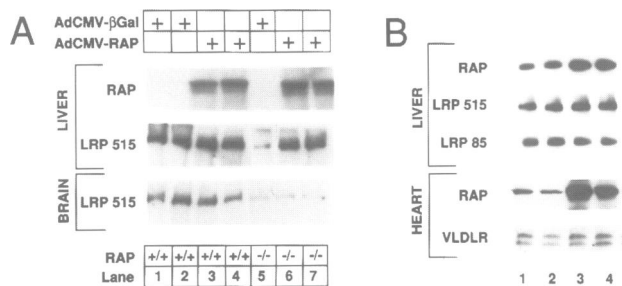 A
AdCMV-βGal + + +
AdCMV-RAP + + + +
LIVER
RAP
LRP 515
BRAIN
LRP 515
RAP +/+ +/+ +/+ +/+ -/- -/- -/-
Lane 1 2 3 4 5 6 7
B
LIVER
RAP
LRP 515
LRP 85
HEART
RAP
VLDLR
1 2 3 4